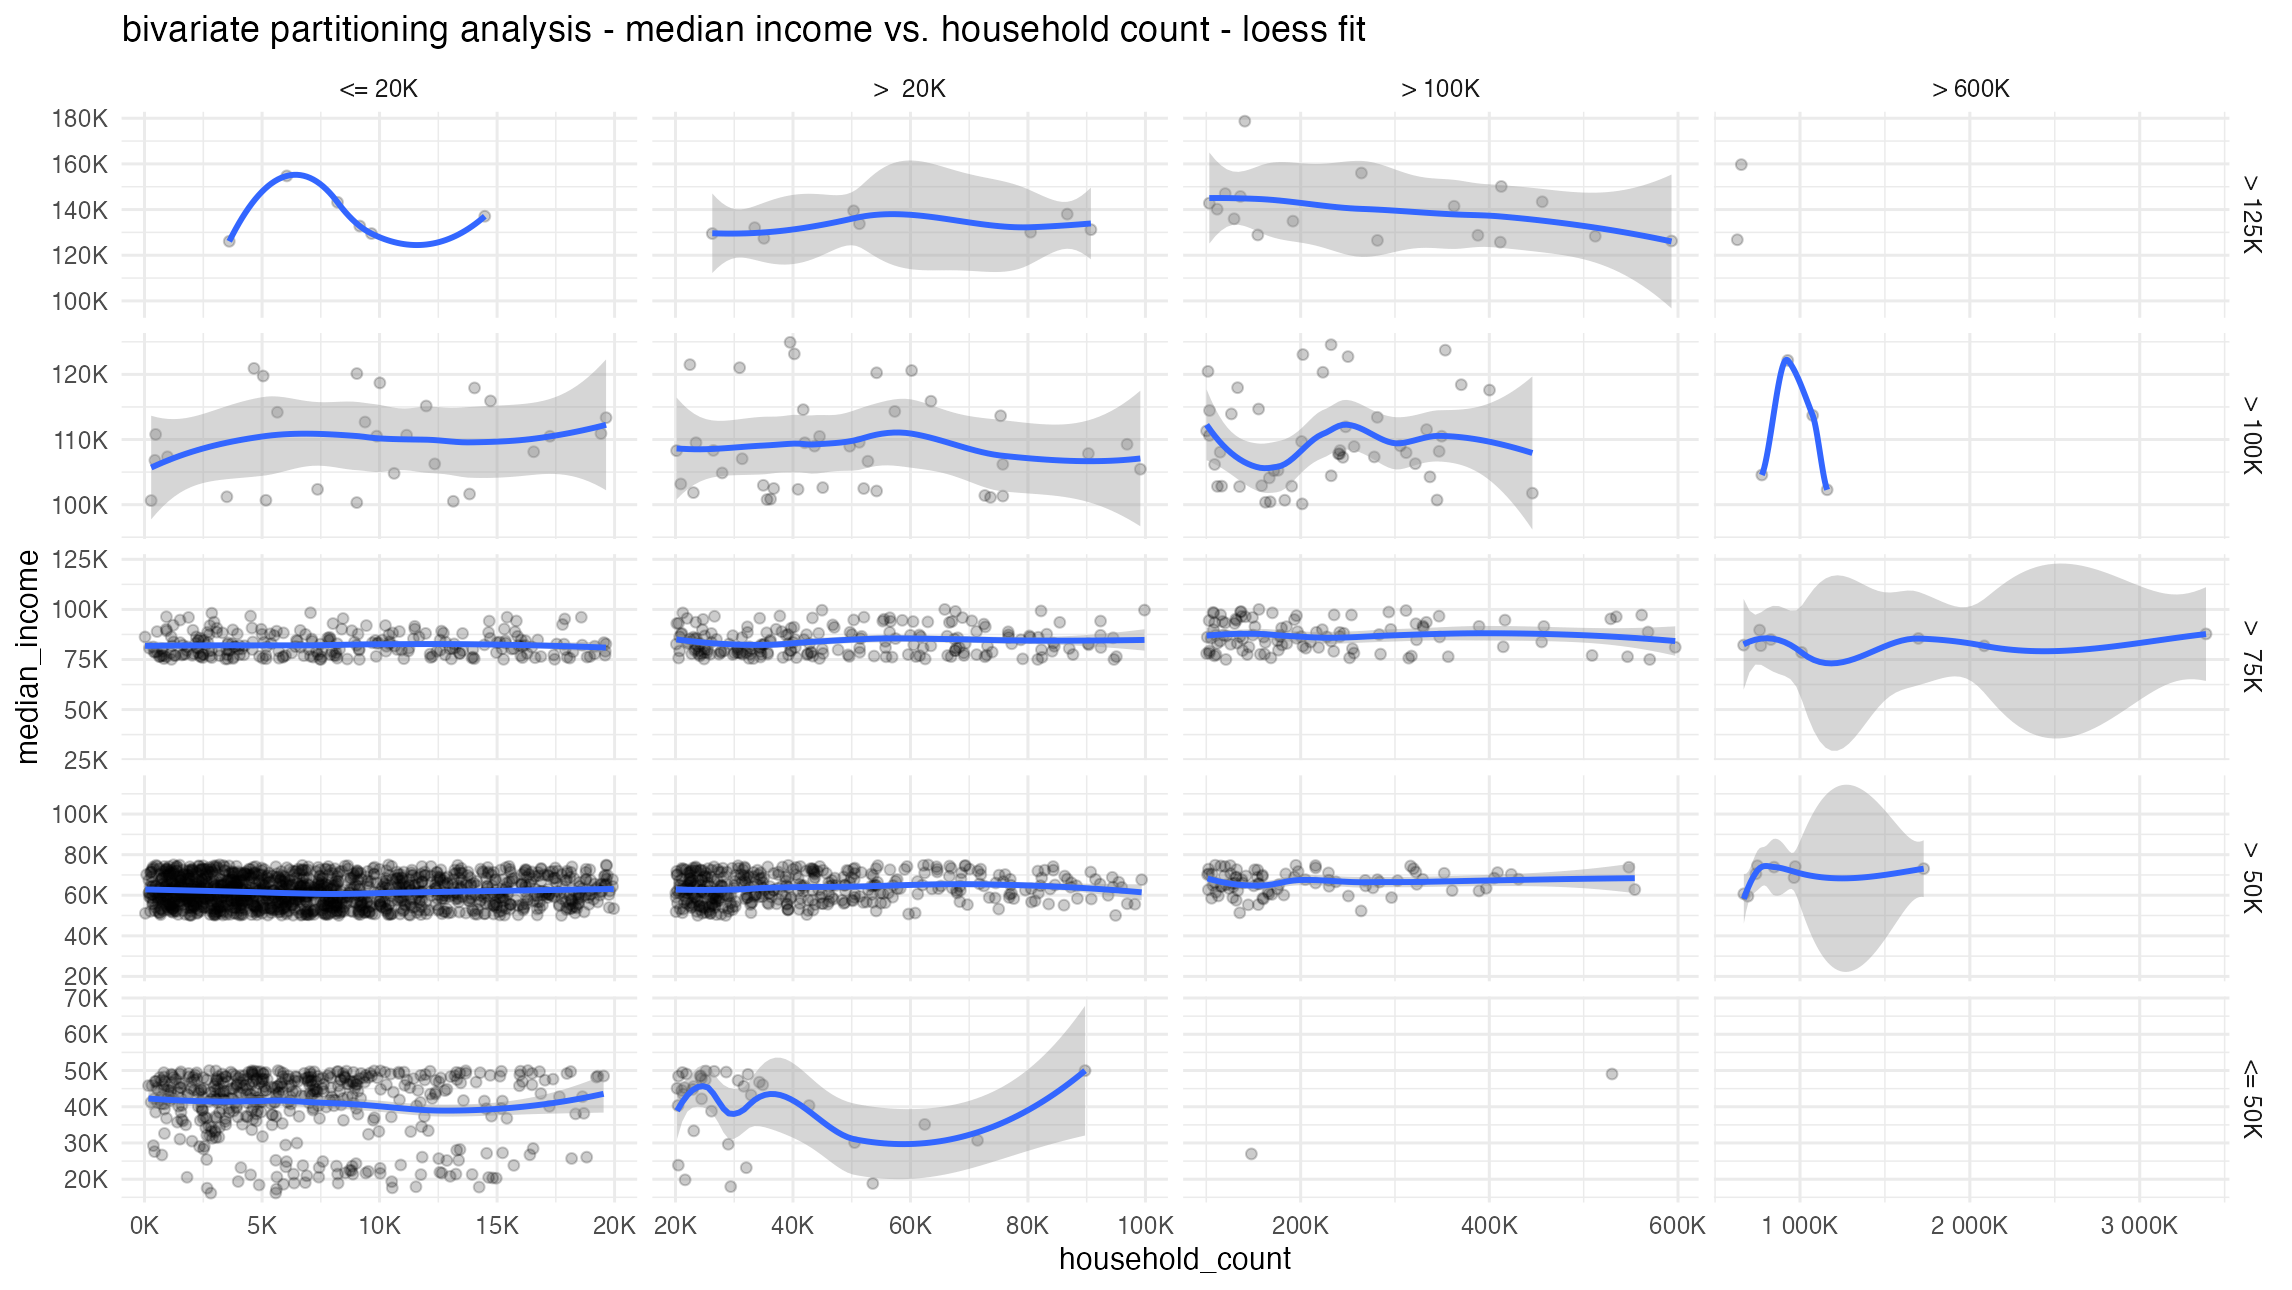 bivariate partitioning analysis - median income vs. household count - loess fit
<= 20K
> 20K
> 100K
> 600K
180K
160K
140K
120K
100K
> 125K
120K
110K
100K
> 100K
125K
100K
75K
50K
25K
> 75K
100K
80K
60K
40K
20K
> 50K
70K
60K
50K
40K
30K
20K
<= 50K
median_income
0K 5K 10K 15K 20K
20K 40K 60K 80K 100K
200K 400K 600K
1 000K 2 000K 3 000K
household_count